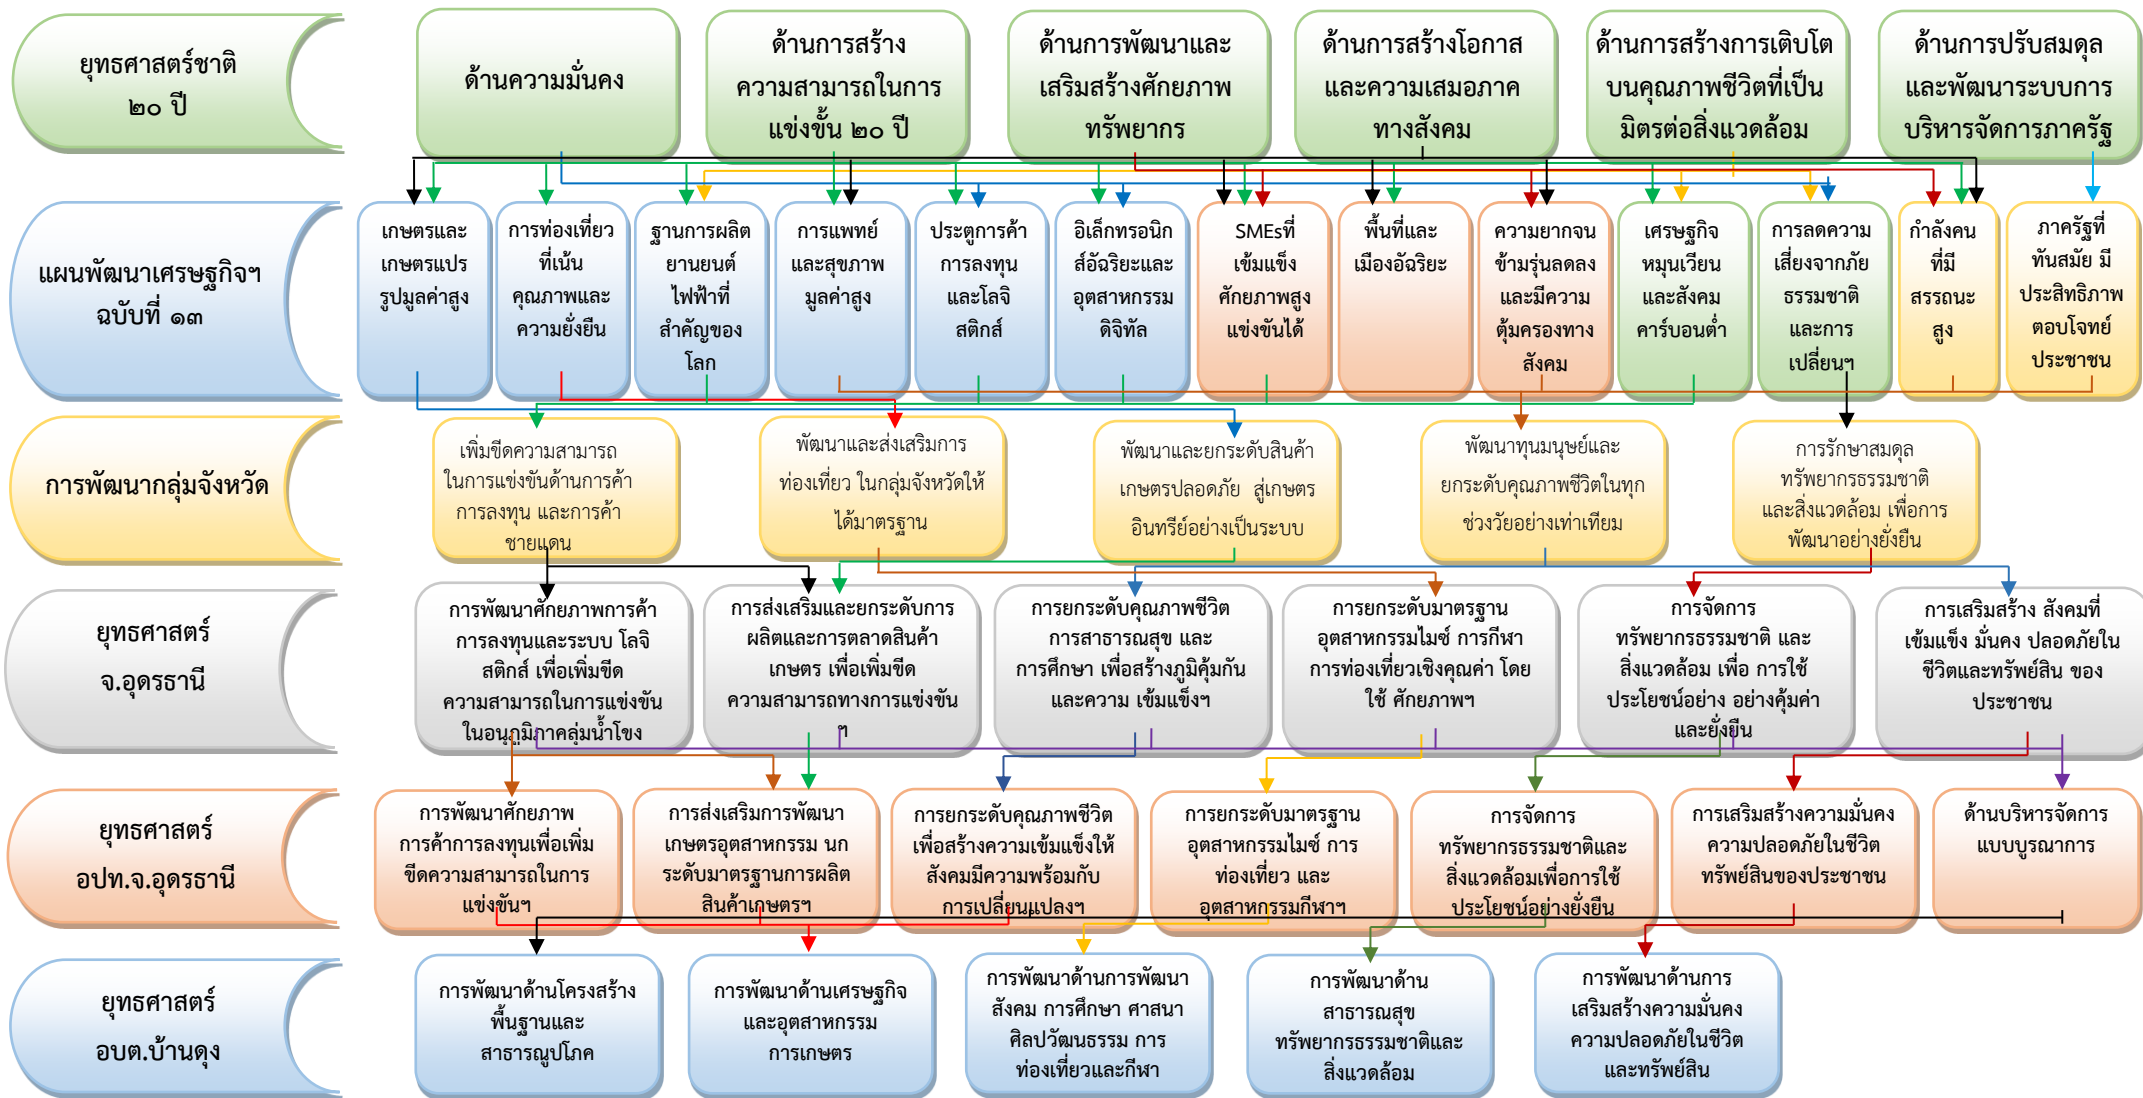 ยุทธศาสตร์ชาติ
๒๐ ปี
ด้านความมั่นคง
ด้านการสร้าง
ความสามารถในการ
แข่งขั้น ๒๐ ปี
ด้านการพัฒนาและ
เสริมสร้างศักยภาพ
ทรัพยากร
ด้านการสร้างโอกาส
และความเสมอภาค
ทางสังคม
ด้านการสร้างการเติบโต
บนคุณภาพชีวิตที่เป็น
มิตรต่อสิ่งแวดล้อม
ด้านการปรับสมดุล
และพัฒนาระบบการ
บริหารจัดการภาครัฐ
แผนพัฒนาเศรษฐกิจฯ
ฉบับที่ ๑๓
เกษตรและ
เกษตรแปร
รูปมูลค่าสูง
การท่องเที่ยว
ที่เน้น
คุณภาพและ
ความยั่งยืน
ฐานการผลิต
ยานยนต์
ไฟฟ้าที่
สำคัญของ
โลก
การแพทย์
และสุขภาพ
มูลค่าสูง
ประตูการค้า
การลงทุน
และโลจิ
สติกส์
อิเล็กทรอนิก
ส์อัจริยะและ
อุตสาหกรรม
ดิจิทัล
SMEsที่
เข้มแข็ง
ศักยภาพสูง
แข่งขันได้
พื้นที่และ
เมืองอัจริยะ
ความยากจน
ข้ามรุ่นลดลง
และมีความ
ตุ้มครองทาง
สังคม
เศรษฐกิจ
หมุนเวียน
และสังคม
คาร์บอนต่ำ
การลดความ
เสี่ยงจากภัย
ธรรมชาติ
และการ
เปลี่ยนฯ
กำลังคน
ที่มี
สรรถนะ
สูง
ภาครัฐที่
ทันสมัย มี
ประสิทธิภาพ
ตอบโจทย์
ประชาชน
การพัฒนากลุ่มจังหวัด
เพิ่มขีดความสามารถ
ในการแข่งขันด้านการค้า
การลงทุน และการค้า
ชายแดน
พัฒนาและส่งเสริมการ
ท่องเที่ยว ในกลุ่มจังหวัดให้
ได้มาตรฐาน
พัฒนาและยกระดับสินค้า
เกษตรปลอดภัย สู่เกษตร
อินทรีย์อย่างเป็นระบบ
พัฒนาทุนมนุษย์และ
ยกระดับคุณภาพชีวิตในทุก
ช่วงวัยอย่างเท่าเทียม
การรักษาสมดุล
ทรัพยากรธรรมชาติ
และสิ่งแวดล้อม เพื่อการ
พัฒนาอย่างยั่งยืน
ยุทธศาสตร์
จ.อุดรธานี
การพัฒนาศักยภาพการค้า
การลงทุนและระบบ โลจิ
สติกส์ เพื่อเพิ่มขีด
ความสามารถในการแข่งขัน
ในอนุภูมิภาคลุ่มน้ำโขง
การส่งเสริมและยกระดับการ
ผลิตและการตลาดสินค้า
เกษตร เพื่อเพิ่มขีด
ความสามารถทางการแข่งขัน
ฯ
การยกระดับคุณภาพชีวิต
การสาธารณสุข และ
การศึกษา เพื่อสร้างภูมิคุ้มกัน
และความ เข้มแข็งฯ
การยกระดับมาตรฐาน
อุตสาหกรรมไมซ์ การกีฬา
การท่องเที่ยวเชิงคุณค่า โดย
ใช้ ศักยภาพฯ
การจัดการ
ทรัพยากรธรรมชาติ และ
สิ่งแวดล้อม เพื่อ การใช้
ประโยชน์อย่าง อย่างคุ้มค่า
และยั่งยืน
การเสริมสร้าง สังคมที่
เข้มแข็ง มั่นคง ปลอดภัยใน
ชีวิตและทรัพย์สิน ของ
ประชาชน
ยุทธศาสตร์
อปท.จ.อุดรธานี
การพัฒนาศักยภาพ
การค้าการลงทุนเพื่อเพิ่ม
ขีดความสามารถในการ
แข่งขันฯ
การส่งเสริมการพัฒนา
เกษตรอุตสาหกรรม นก
ระดับมาตรฐานการผลิต
สินค้าเกษตรฯ
การยกระดับคุณภาพชีวิต
เพื่อสร้างความเข้มแข็งให้
สังคมมีความพร้อมกับ
การเปลี่ยนแปลงฯ
การยกระดับมาตรฐาน
อุตสาหกรรมไมซ์ การ
ท่องเที่ยว และ
อุตสาหกรรมกีฬาฯ
การจัดการ
ทรัพยากรธรรมชาติและ
สิ่งแวดล้อมเพื่อการใช้
ประโยชน์อย่างยั่งยืน
การเสริมสร้างความมั่นคง
ความปลอดภัยในชีวิต
ทรัพย์สินของประชาชน
ด้านบริหารจัดการ
แบบบูรณาการ
ยุทธศาสตร์
อบต.บ้านดุง
การพัฒนาด้านโครงสร้าง
พื้นฐานและ
สาธารณูปโภค
การพัฒนาด้านเศรษฐกิจ
และอุตสาหกรรม
การเกษตร
การพัฒนาด้านการพัฒนา
สังคม การศึกษา ศาสนา
ศิลปวัฒนธรรม การ
ท่องเที่ยวและกีฬา
การพัฒนาด้าน
สาธารณสุข
ทรัพยากรธรรมชาติและ
สิ่งแวดล้อม
การพัฒนาด้านการ
เสริมสร้างความมั่นคง
ความปลอดภัยในชีวิต
และทรัพย์สิน